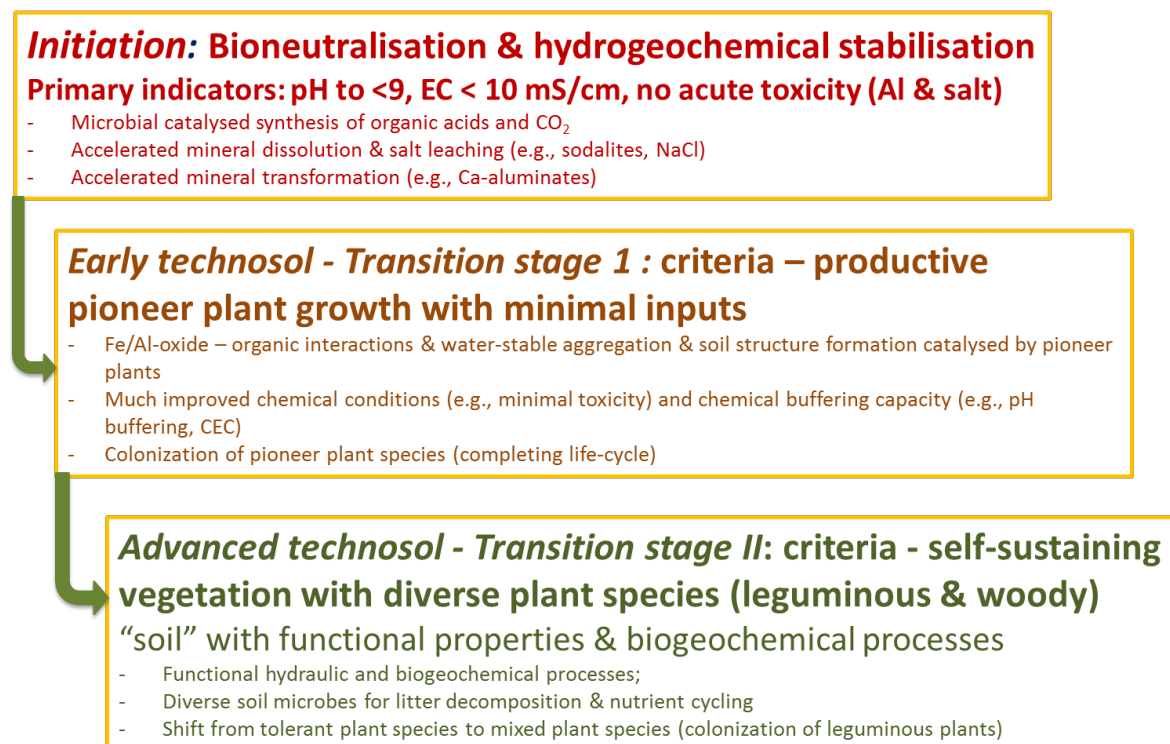 Initiation: Bioneutralisation & hydrogeochemical stabilisation
Primary indicators: pH to <9, EC < 10 mS/cm, no acute toxicity (Al & salt)
- Microbial catalysed synthesis of organic acids and CO₂
- Accelerated mineral dissolution & salt leaching (e.g., sodalites, NaCl)
- Accelerated mineral transformation (e.g., Ca-aluminates)
Early technosol - Transition stage 1 : criteria – productive
pioneer plant growth with minimal inputs
- Fe/Al-oxide – organic interactions & water-stable aggregation & soil structure formation catalysed by pioneer
plants
- Much improved chemical conditions (e.g., minimal toxicity) and chemical buffering capacity (e.g., pH
buffering, CEC)
- Colonization of pioneer plant species (completing life-cycle)
Advanced technosol - Transition stage II: criteria - self-sustaining
vegetation with diverse plant species (leguminous & woody)
“soil” with functional properties & biogeochemical processes
- Functional hydraulic and biogeochemical processes;
- Diverse soil microbes for litter decomposition & nutrient cycling
- Shift from tolerant plant species to mixed plant species (colonization of leguminous plants)